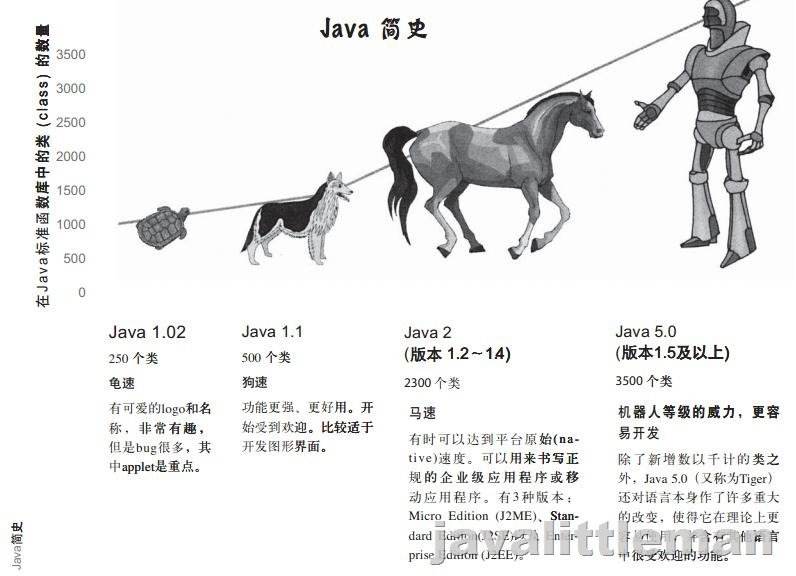 Java 简史
在Java标准函数库中的类 (class) 的数量
3500
3000
2500
2000
1500
1000
500
0
Java 1.02
250 个类
龟速
有可爱的logo和名
称，非常有趣，
但是bug很多，其
中applet是重点。
Java 1.1
500 个类
狗速
功能更强、更好用。开
始受到欢迎。比较适于
开发图形界面。
Java 2
(版本 1.2～1.4)
2300 个类
马速
有时可以达到平台原始(na-
tive)速度。可以用来书写正
规的企业级应用程序或移
动应用程序。有3种版本：
Micro Edition (J2ME)、Stan-
dard Edition(J2SE) Enter-
prise Edition (J2EE)。
Java 5.0
(版本1.5及以上)
3500 个类
机器人等级的威力，更容
易开发
除了新增数以千计的类之
外，Java 5.0（又称为Tiger）
还对语言本身作了许多重大
的改变，使得它在理论上更
语言
中很受欢迎的功能。
Java简史
javalittleman